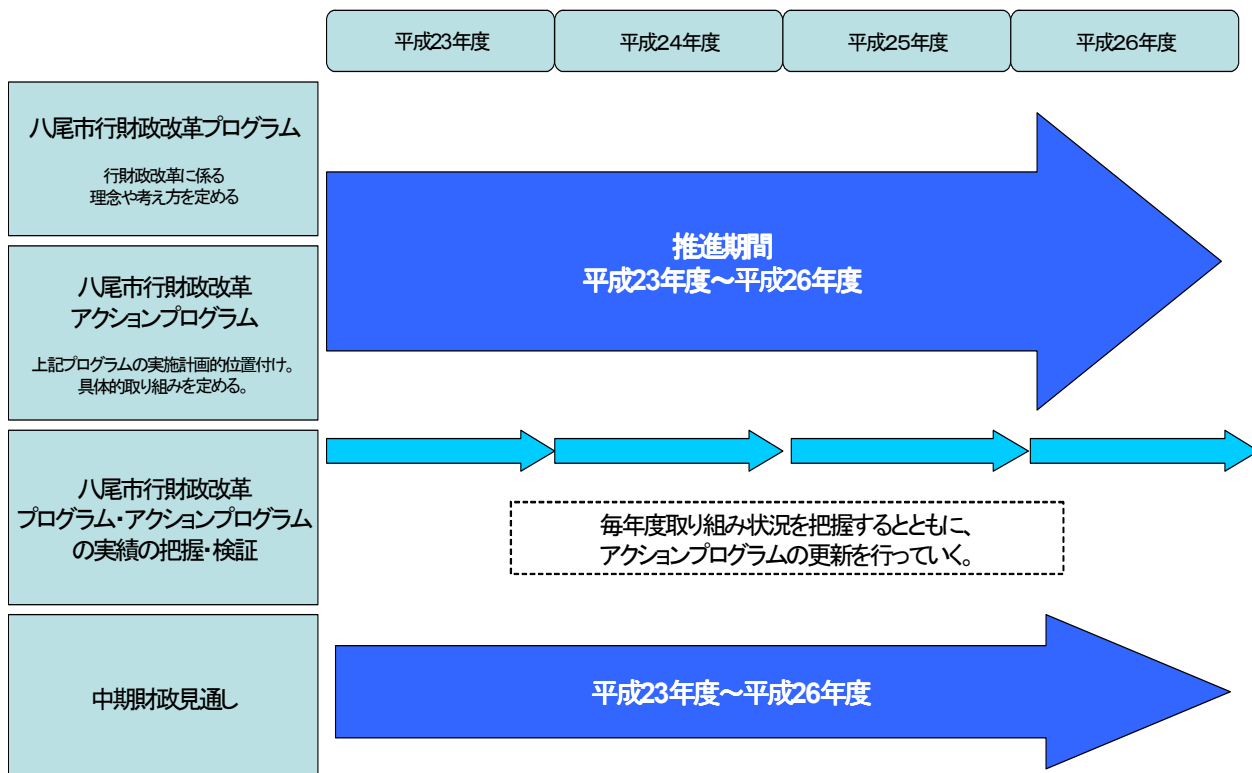 平成23年度
平成24年度
平成25年度
平成26年度
八尾市行財政改革プログラム
行財政改革に係る
理念や考え方を定める
推進期間
平成23年度～平成26年度
八尾市行財政改革
アクションプログラム
上記プログラムの実施計画的位置付け。
具体的取り組みを定める。
八尾市行財政改革
プログラム・アクションプログラム
の実績の把握・検証
毎年度取り組み状況を把握するとともに、
アクションプログラムの更新を行っていく。
中期財政見通し
平成23年度～平成26年度